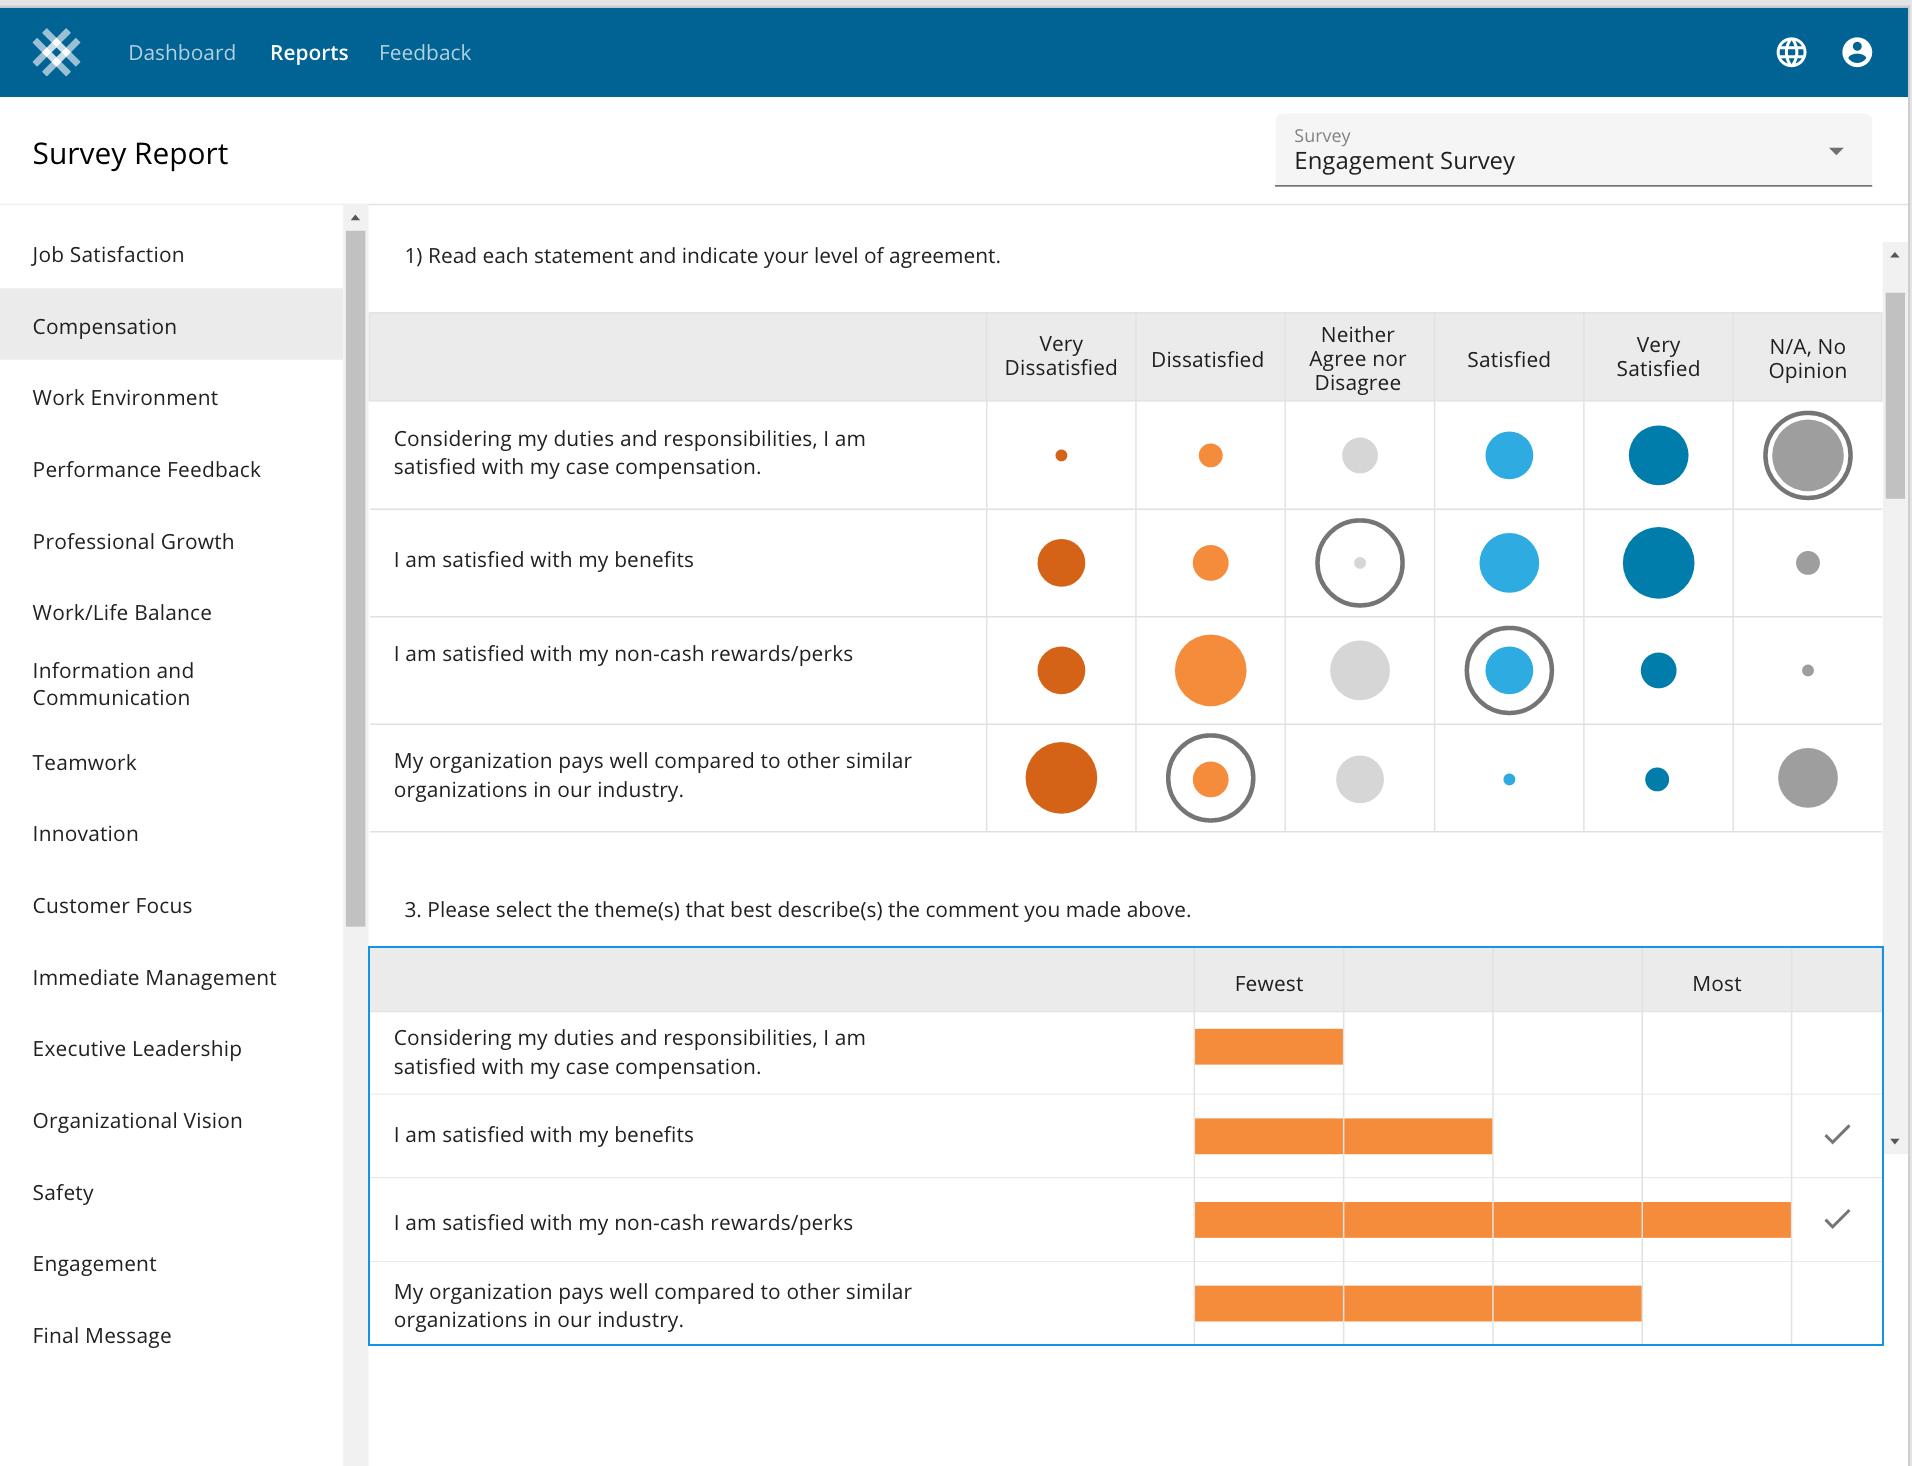 Dashboard Reports Feedback
Survey Report
Survey
Engagement Survey
Job Satisfaction
Compensation
Work Environment
Performance Feedback
Professional Growth
Work/Life Balance
Information and
Communication
Teamwork
Innovation
Customer Focus
Immediate Management
Executive Leadership
Organizational Vision
Safety
Engagement
Final Message
1) Read each statement and indicate your level of agreement.
Very
Dissatisfied
Dissatisfied
Neither
Agree nor
Disagree
Satisfied
Very
Satisfied
N/A, No
Opinion
Considering my duties and responsibilities, I am
satisfied with my case compensation.
I am satisfied with my benefits
I am satisfied with my non-cash rewards/perks
My organization pays well compared to other similar
organizations in our industry.
3. Please select the theme(s) that best describe(s) the comment you made above.
Fewest
Most
Considering my duties and responsibilities, I am
satisfied with my case compensation.
I am satisfied with my benefits
I am satisfied with my non-cash rewards/perks
My organization pays well compared to other similar
organizations in our industry.